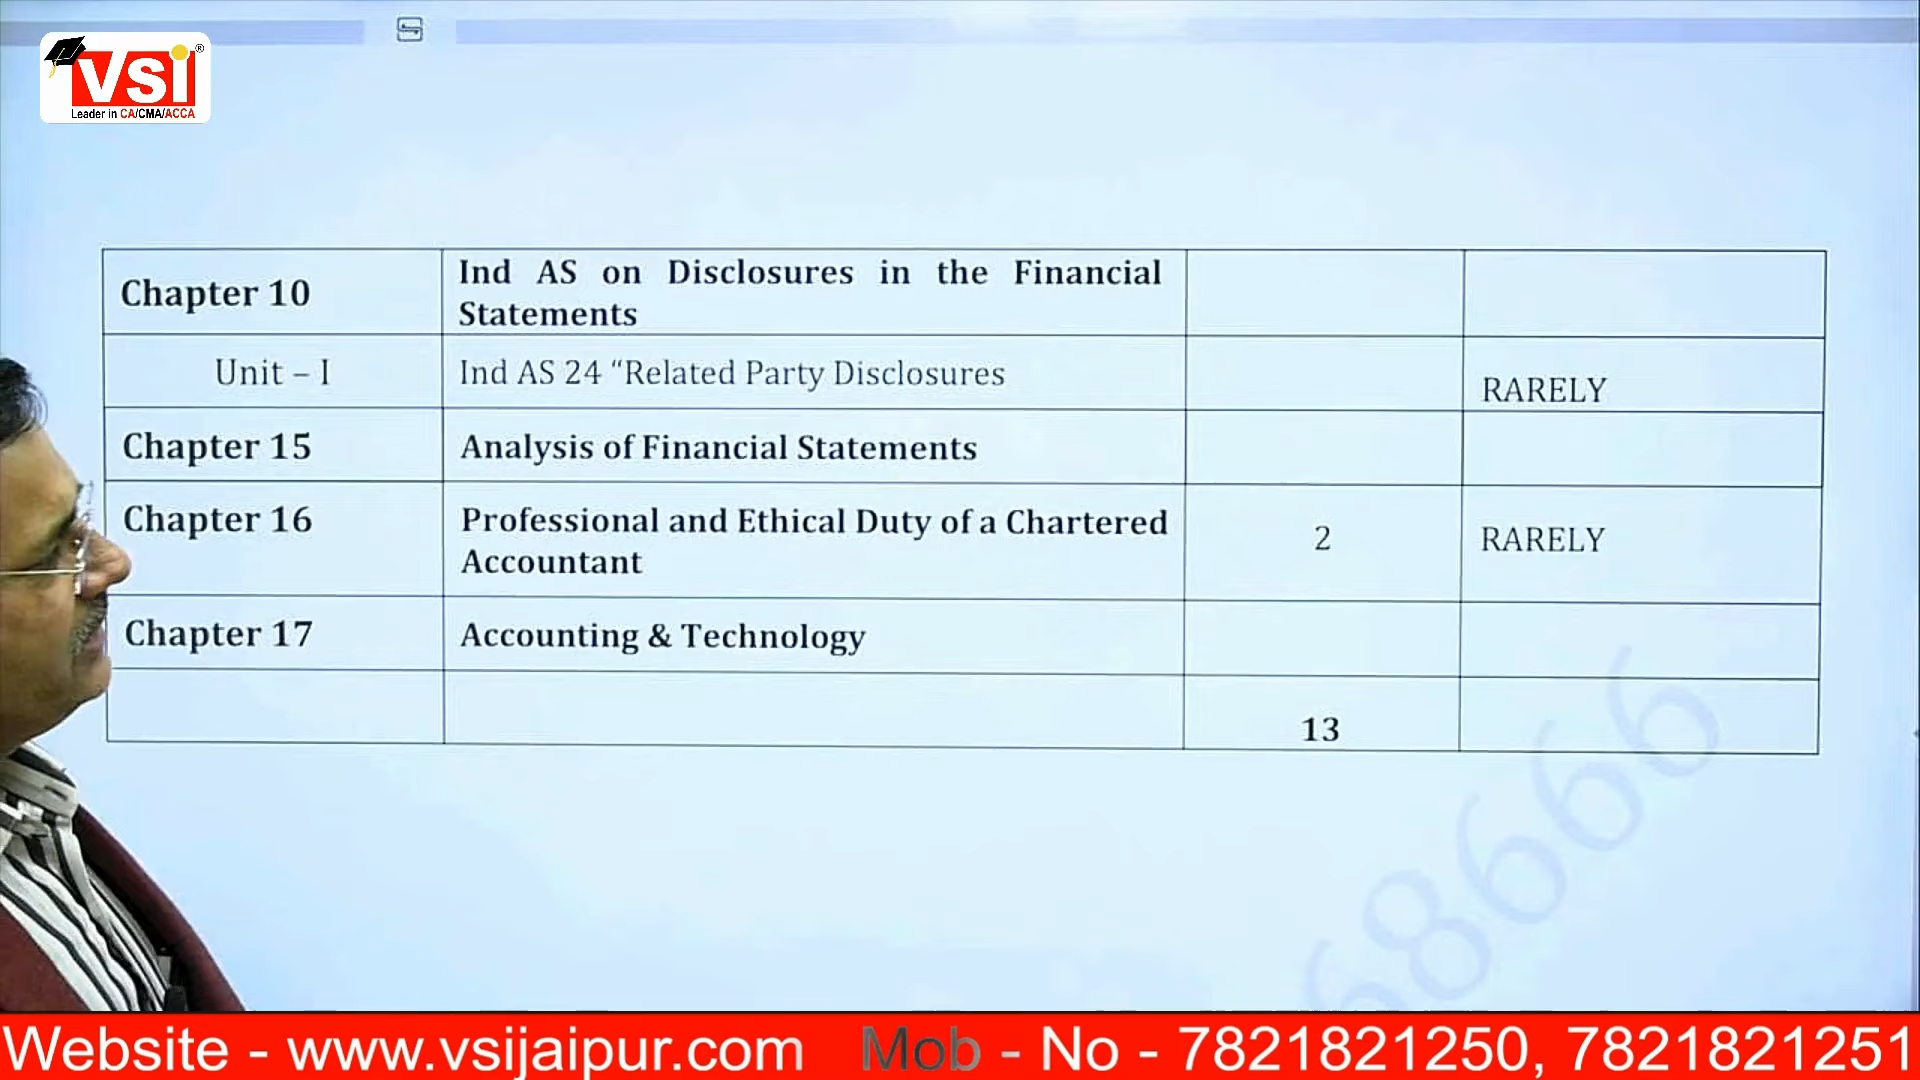 VSI®
Leader in CA/CMA/ACCA
Chapter 10
Ind AS on Disclosures in the Financial
Statements
Unit – I
Ind AS 24 “Related Party Disclosures
RARELY
Chapter 15
Analysis of Financial Statements
Chapter 16
Professional and Ethical Duty of a Chartered
Accountant
2
RARELY
Chapter 17
Accounting & Technology
13
68666
Website - www.vsijaipur.com Mob - No - 7821821250, 7821821251